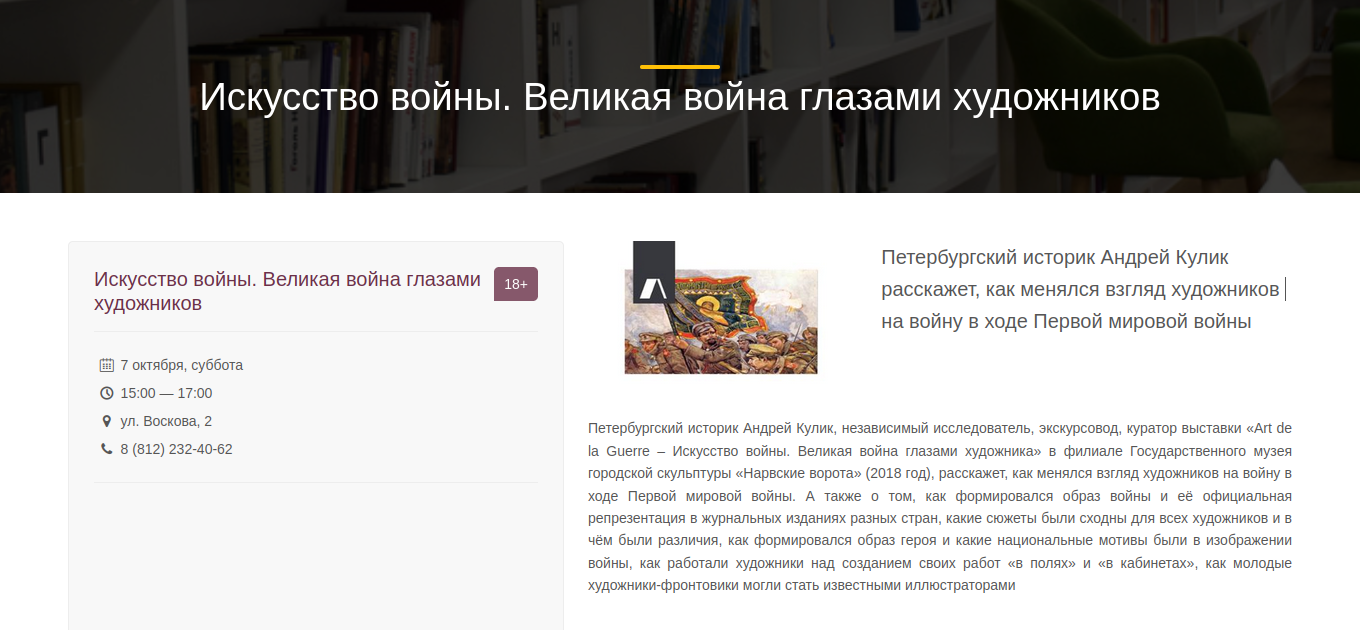 Искусство войны. Великая война глазами художников
Искусство войны. Великая война глазами
художников
18+
7 октября, суббота
15:00 — 17:00
ул. Воскова, 2
8 (812) 232-40-62
Петербургский историк Андрей Кулик
расскажет, как менялся взгляд художников
на войну в ходе Первой мировой войны
Петербургский историк Андрей Кулик, независимый исследователь, экскурсовод, куратор выставки «Art de
la Guerre – Искусство войны. Великая война глазами художника» в филиале Государственного музея
городской скульптуры «Нарвские ворота» (2018 год), расскажет, как менялся взгляд художников на войну в
ходе Первой мировой войны. А также о том, как формировался образ войны и её официальная
репрезентация в журнальных изданиях разных стран, какие сюжеты были сходны для всех художников и в
чём были различия, как формировался образ героя и какие национальные мотивы были в изображении
войны, как работали художники над созданием своих работ «в полях» и «в кабинетах», как молодые
художники-фронтовики могли стать известными иллюстраторами